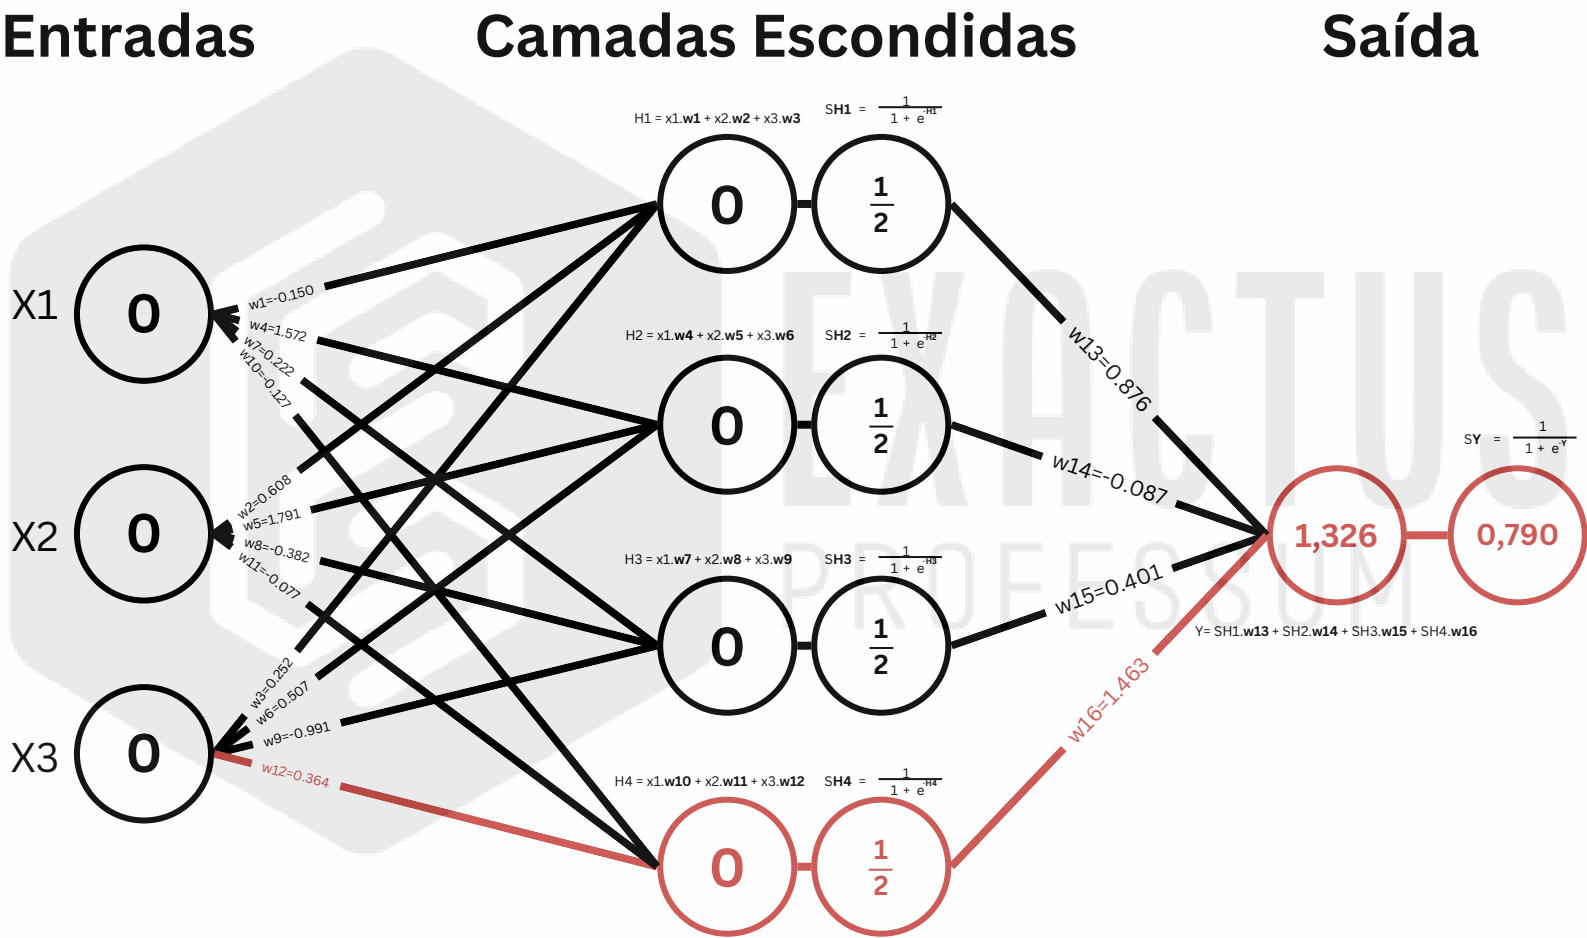 Entradas
Camadas Escondidas
Saída
H1 = x1.w1 + x2.w2 + x3.w3
SH1 = 1 / 1 + e^-H1
0
1/2
X1
0
w1=-0.150
w4=1.572
w7=0.222
w10=-0.127
H2 = x1.w4 + x2.w5 + x3.w6
SH2 = 1 / 1 + e^-H2
0
1/2
X2
0
w2=0.608
w5=1.791
w8=-0.382
w11=-0.077
H3 = x1.w7 + x2.w8 + x3.w9
SH3 = 1 / 1 + e^-H3
0
1/2
X3
0
w3=0.252
w6=0.507
w9=-0.991
w12=0.364
H4 = x1.w10 + x2.w11 + x3.w12
SH4 = 1 / 1 + e^-H4
0
1/2
w13=0.876
w14=-0.087
w15=0.401
w16=1.463
SY = 1 / 1 + e^-Y
1,326
0,790
Y= SH1.w13 + SH2.w14 + SH3.w15 + SH4.w16
EXACTUS
PROFESSUM